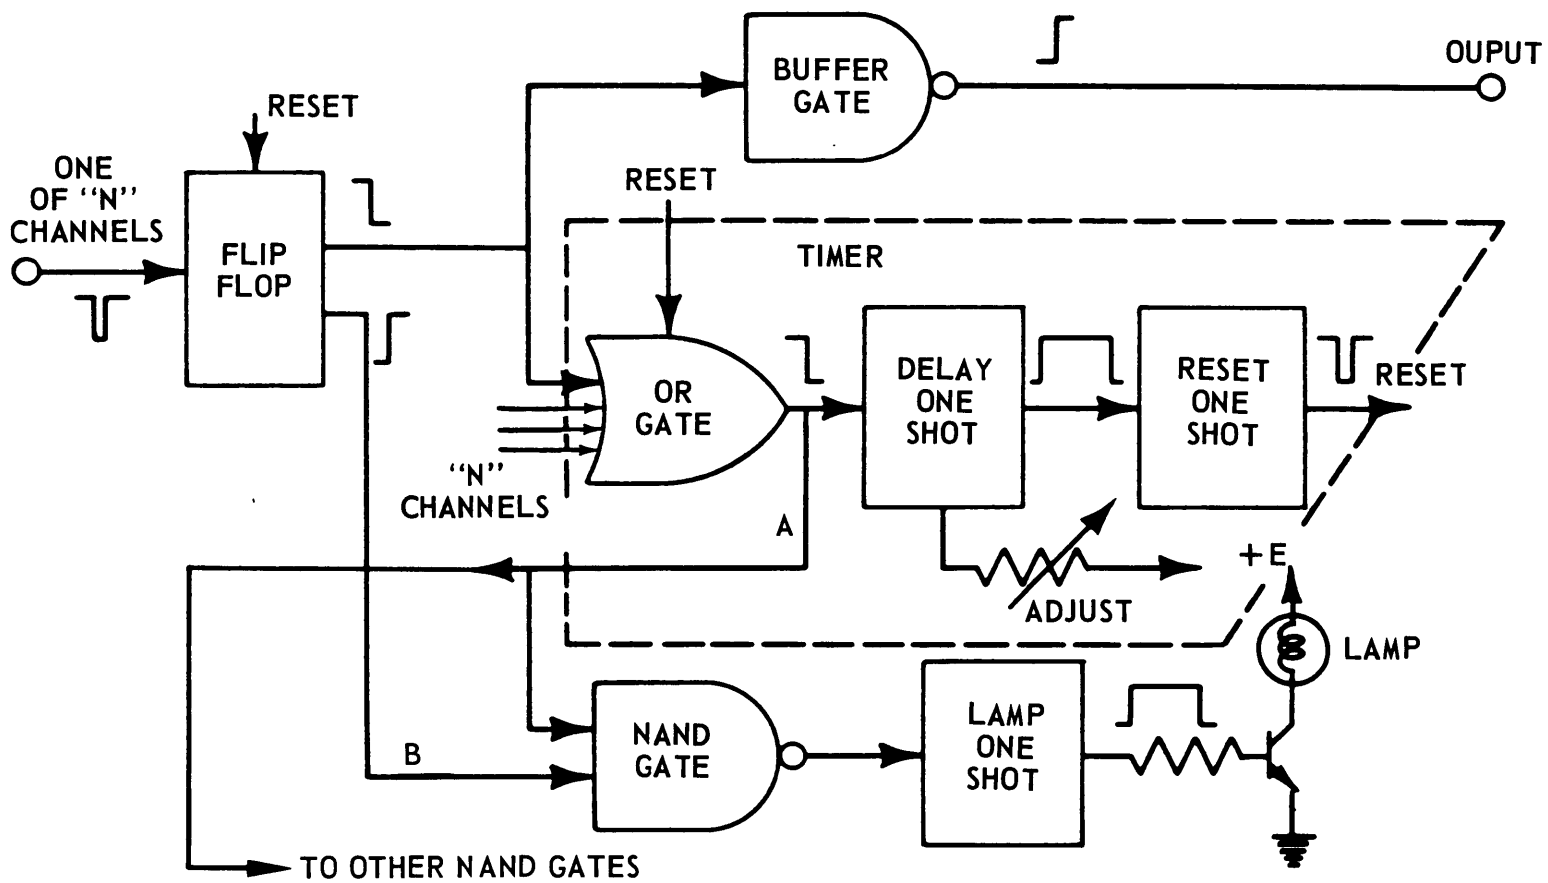 BUFFER
GATE
OUPUT
RESET
ONE
OF "N"
CHANNELS
FLIP
FLOP
RESET
TIMER
OR
GATE
"N"
CHANNELS
DELAY
ONE
SHOT
RESET
ONE
SHOT
RESET
A
+E
ADJUST
LAMP
NAND
GATE
B
LAMP
ONE
SHOT
TO OTHER NAND GATES